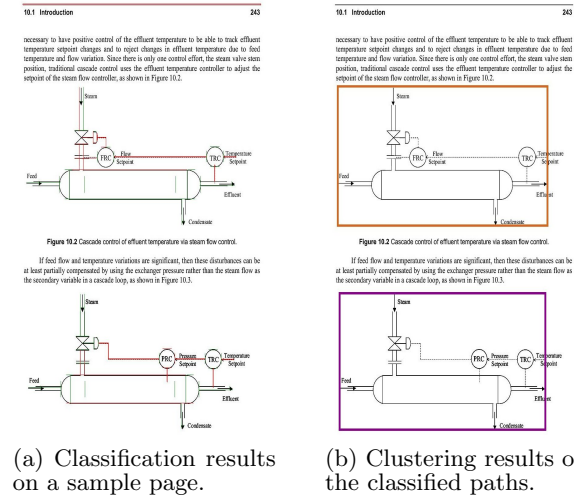 10.1 Introduction 243
necessary to have positive control of the effluent temperature to be able to track effluent
temperature setpoint changes and to reject changes in effluent temperature due to feed
temperature and flow variation. Since there is only one control effort, the steam valve stem
position, traditional cascade control uses the effluent temperature controller to adjust the
setpoint of the steam flow controller, as shown in Figure 10.2.
Steam
FRC
Flow
Setpoint
TRC
Temperature
Setpoint
Feed
Effluent
Condensate
Figure 10.2 Cascade control of effluent temperature via steam flow control.
If feed flow and temperature variations are significant, then these disturbances can be
at least partially compensated by using the exchanger pressure rather than the steam flow as
the secondary variable in a cascade loop, as shown in Figure 10.3.
Steam
PRC
Pressure
Setpoint
TRC
Temperature
Setpoint
Feed
Effluent
Condensate
(a) Classification results
on a sample page.
10.1 Introduction 243
necessary to have positive control of the effluent temperature to be able to track effluent
temperature setpoint changes and to reject changes in effluent temperature due to feed
temperature and flow variation. Since there is only one control effort, the steam valve stem
position, traditional cascade control uses the effluent temperature controller to adjust the
setpoint of the steam flow controller, as shown in Figure 10.2.
Steam
FRC
Flow
Setpoint
TRC
Temperature
Setpoint
Feed
Effluent
Condensate
Figure 10.2 Cascade control of effluent temperature via steam flow control.
If feed flow and temperature variations are significant, then these disturbances can be
at least partially compensated by using the exchanger pressure rather than the steam flow as
the secondary variable in a cascade loop, as shown in Figure 10.3.
Steam
PRC
Pressure
Setpoint
TRC
Temperature
Setpoint
Feed
Effluent
Condensate
(b) Clustering results o
the classified paths.